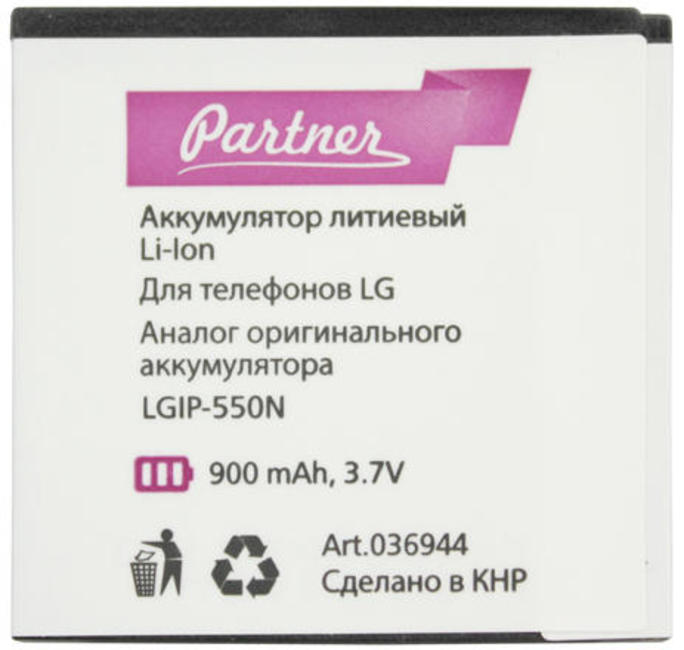 Partner
Аккумулятор литиевый
Li-Ion
Для телефонов LG
Аналог оригинального
аккумулятора
LGIP-550N
900 mAh, 3.7V
Art.036944
Сделано в КНР